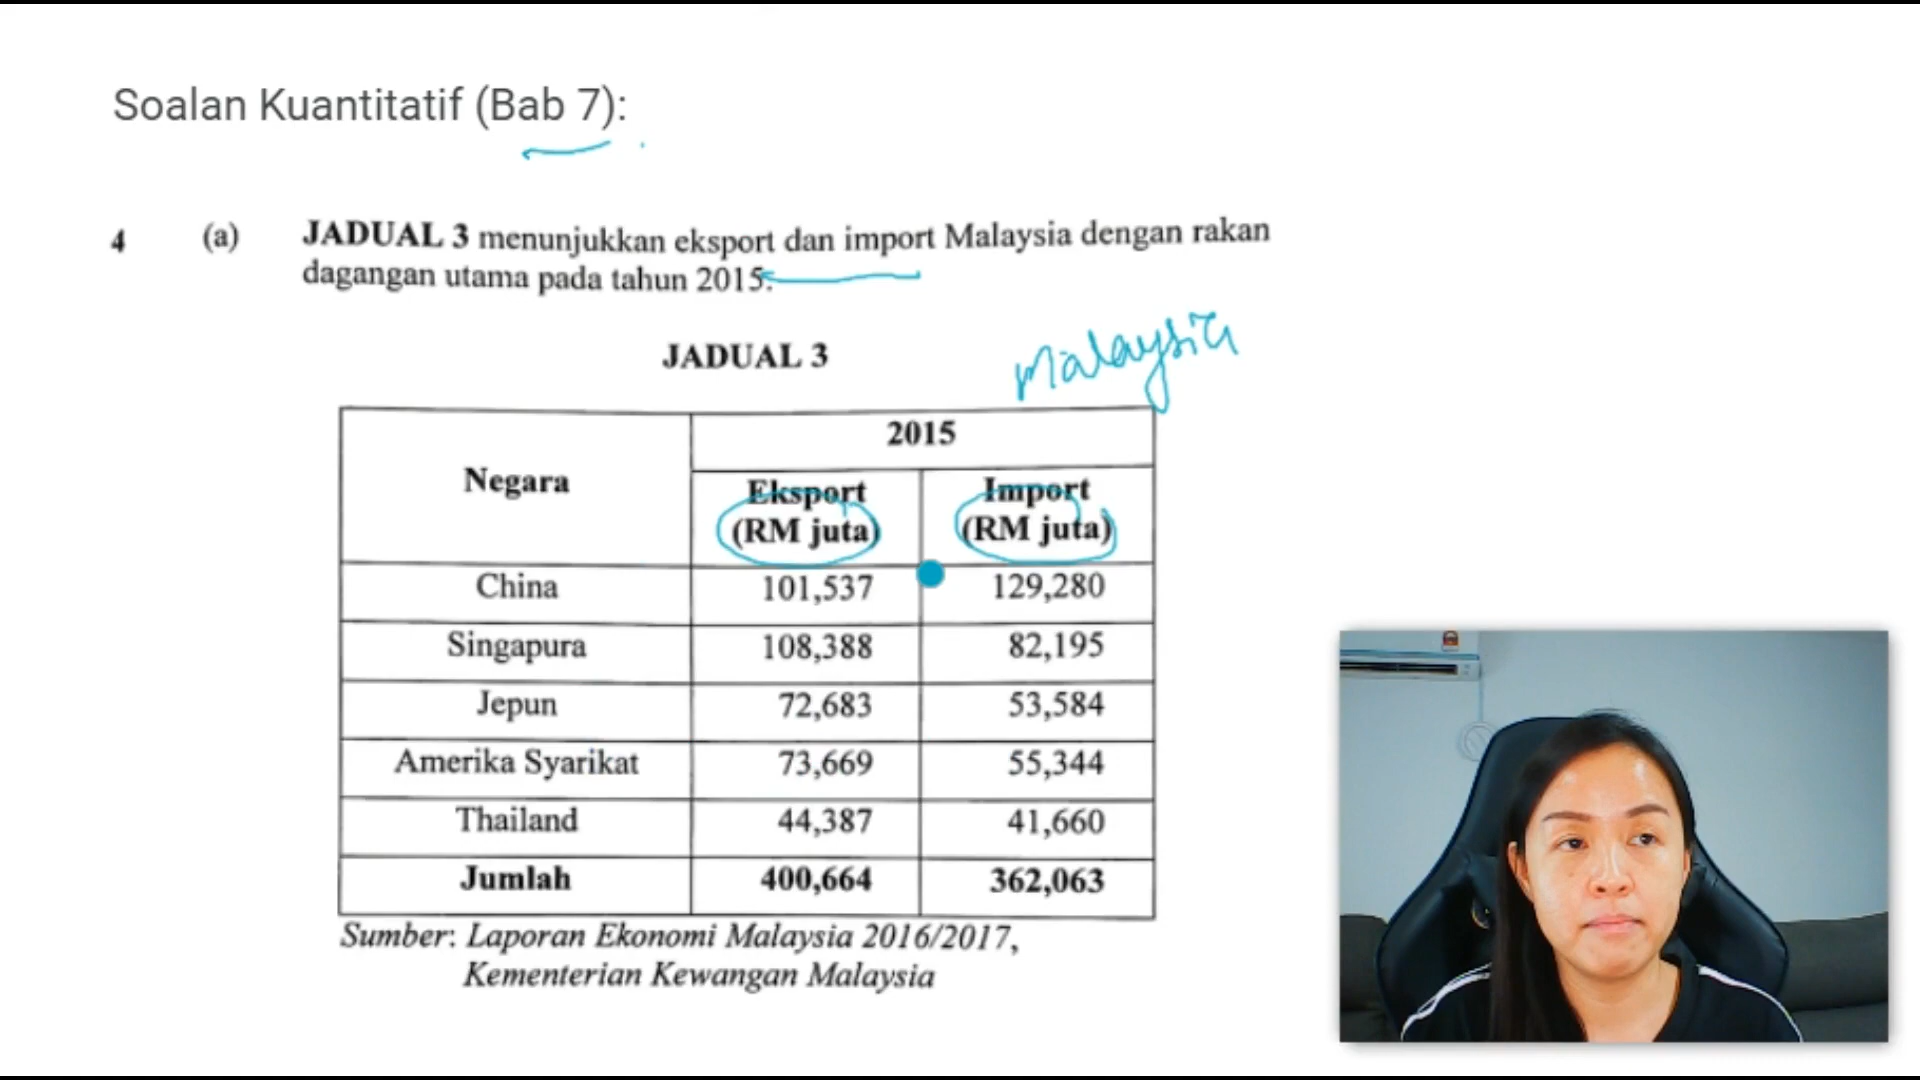 Soalan Kuantitatif (Bab 7):
4 (a) JADUAL 3 menunjukkan eksport dan import Malaysia dengan rakan
dagangan utama pada tahun 2015.
Malaysia
JADUAL 3
Negara 2015
Eksport (RM juta) Import (RM juta)
China 101,537 129,280
Singapura 108,388 82,195
Jepun 72,683 53,584
Amerika Syarikat 73,669 55,344
Thailand 44,387 41,660
Jumlah 400,664 362,063
Sumber: Laporan Ekonomi Malaysia 2016/2017,
Kementerian Kewangan Malaysia